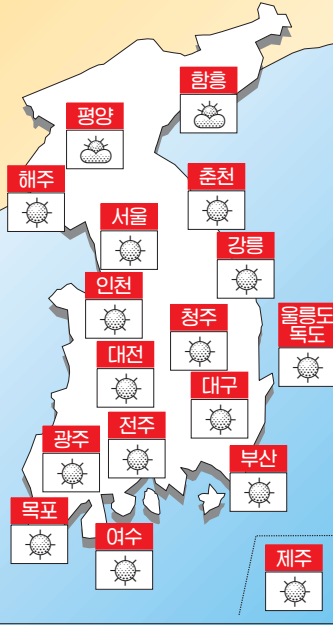 함흥
평양
해주
춘천
서울
강릉
인천
청주
울릉도
독도
대전
대구
전주
광주
부산
목포
여수
제주